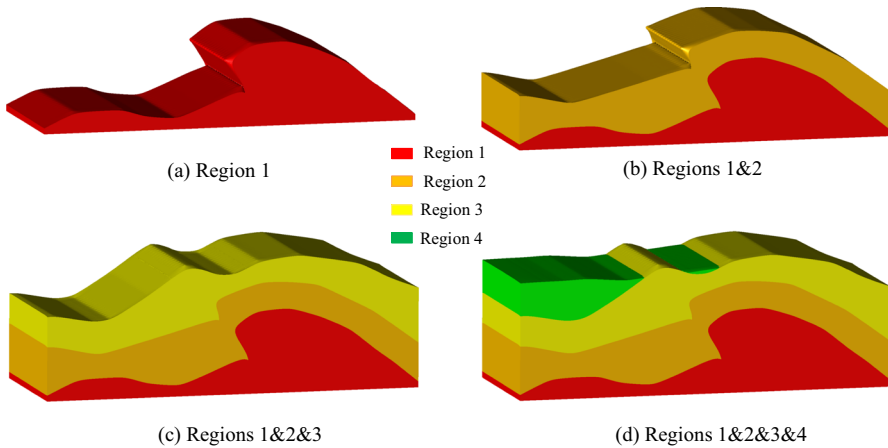 (a) Region 1
(b) Regions 1&2
Region 1
Region 2
Region 3
Region 4
(c) Regions 1&2&3
(d) Regions 1&2&3&4